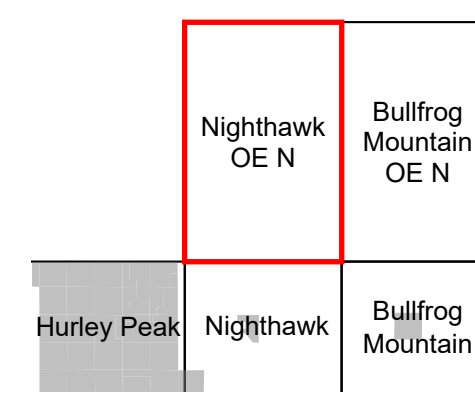 Nighthawk
OE N
Bullfrog
Mountain
OE N
Hurley Peak
Nighthawk
Bullfrog
Mountain